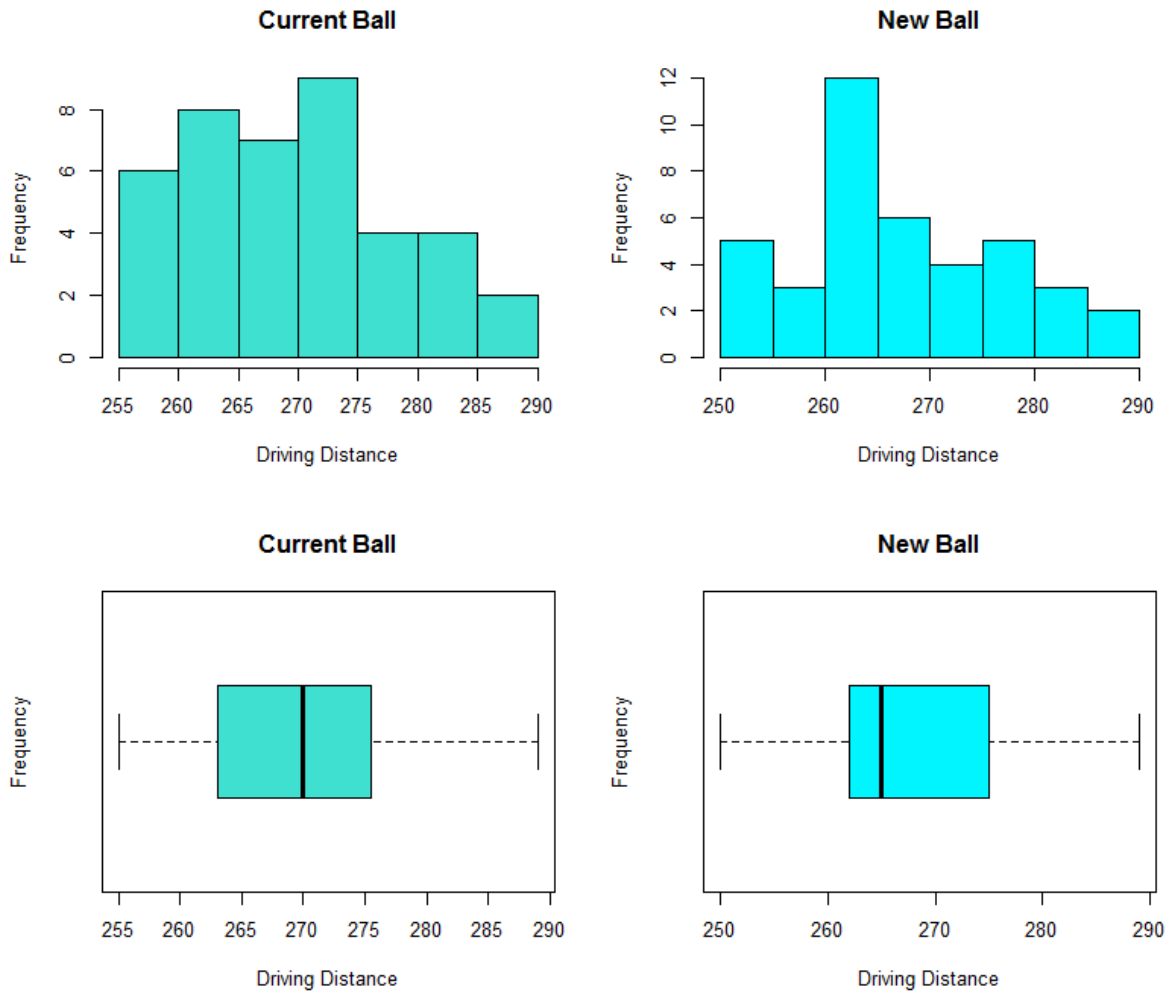 Current Ball
Frequency
8
6
4
2
0
255 260 265 270 275 280 285 290
Driving Distance
New Ball
Frequency
12
10
8
6
4
2
0
250 260 270 280 290
Driving Distance
Current Ball
Frequency
255 260 265 270 275 280 285 290
Driving Distance
New Ball
Frequency
250 260 270 280 290
Driving Distance